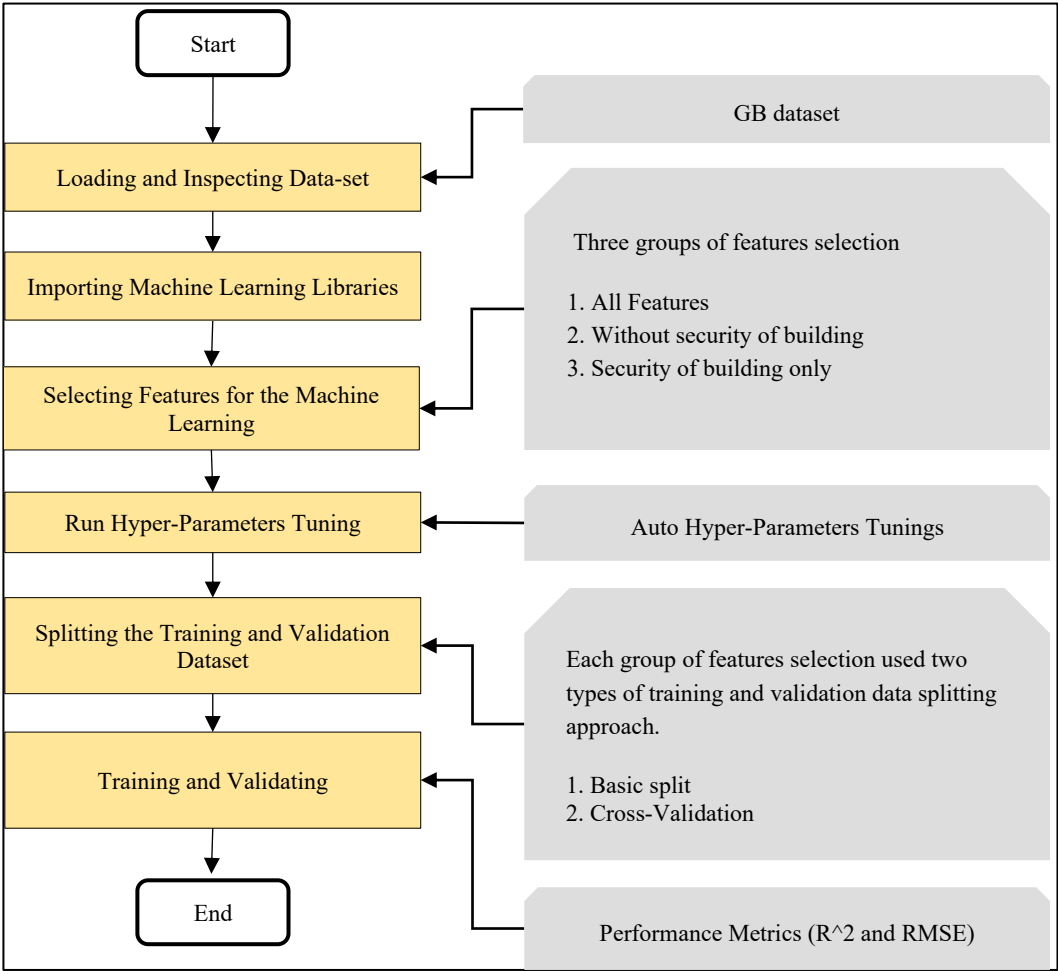 Start
GB dataset
Loading and Inspecting Data-set
Three groups of features selection
Importing Machine Learning Libraries
1. All Features
2. Without security of building
3. Security of building only
Selecting Features for the Machine
Learning
Run Hyper-Parameters Tuning
Auto Hyper-Parameters Tunings
Splitting the Training and Validation
Dataset
Each group of features selection used two
types of training and validation data splitting
approach.
1. Basic split
2. Cross-Validation
Training and Validating
End
Performance Metrics (R^2 and RMSE)